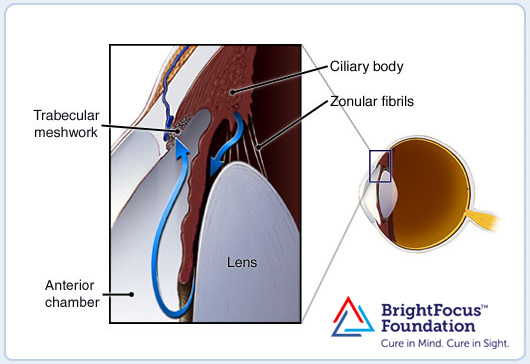 Ciliary body
Zonular fibrils
Trabecular
meshwork
Lens
Anterior
chamber
BrightFocus™
Foundation
Cure in Mind. Cure in Sight.